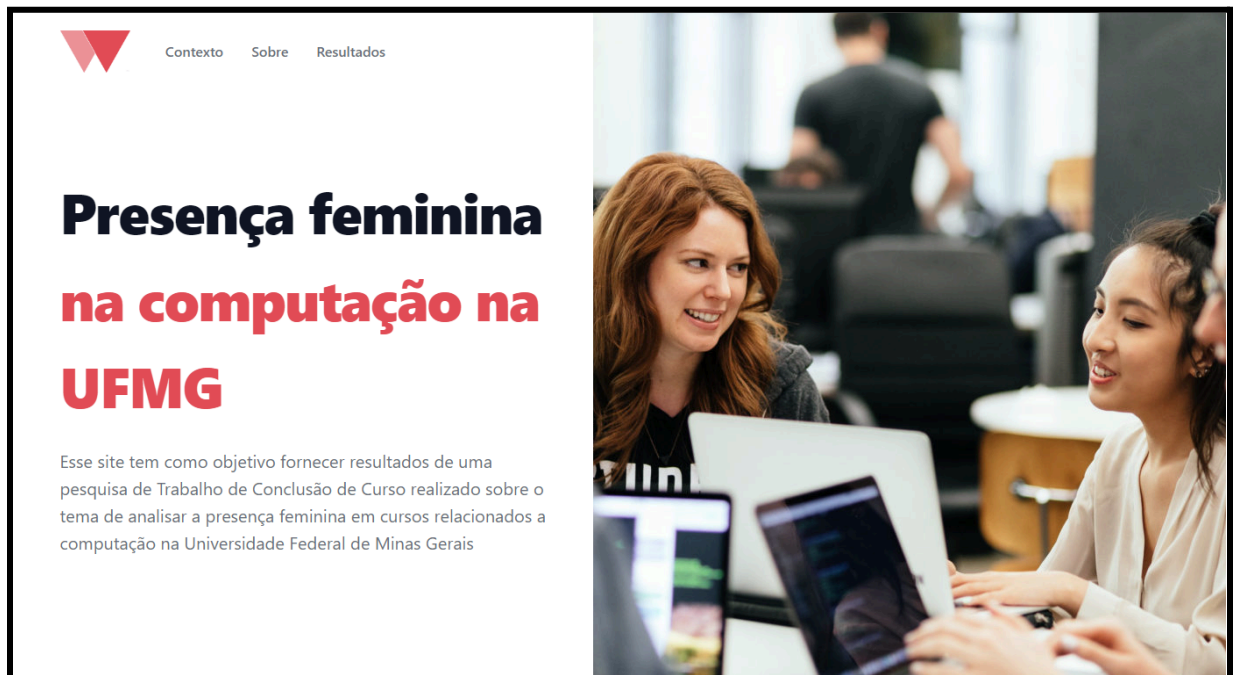 Contexto Sobre Resultados
Presença feminina
na computação na
UFMG
Esse site tem como objetivo fornecer resultados de uma
pesquisa de Trabalho de Conclusão de Curso realizado sobre o
tema de analisar a presença feminina em cursos relacionados a
computação na Universidade Federal de Minas Gerais